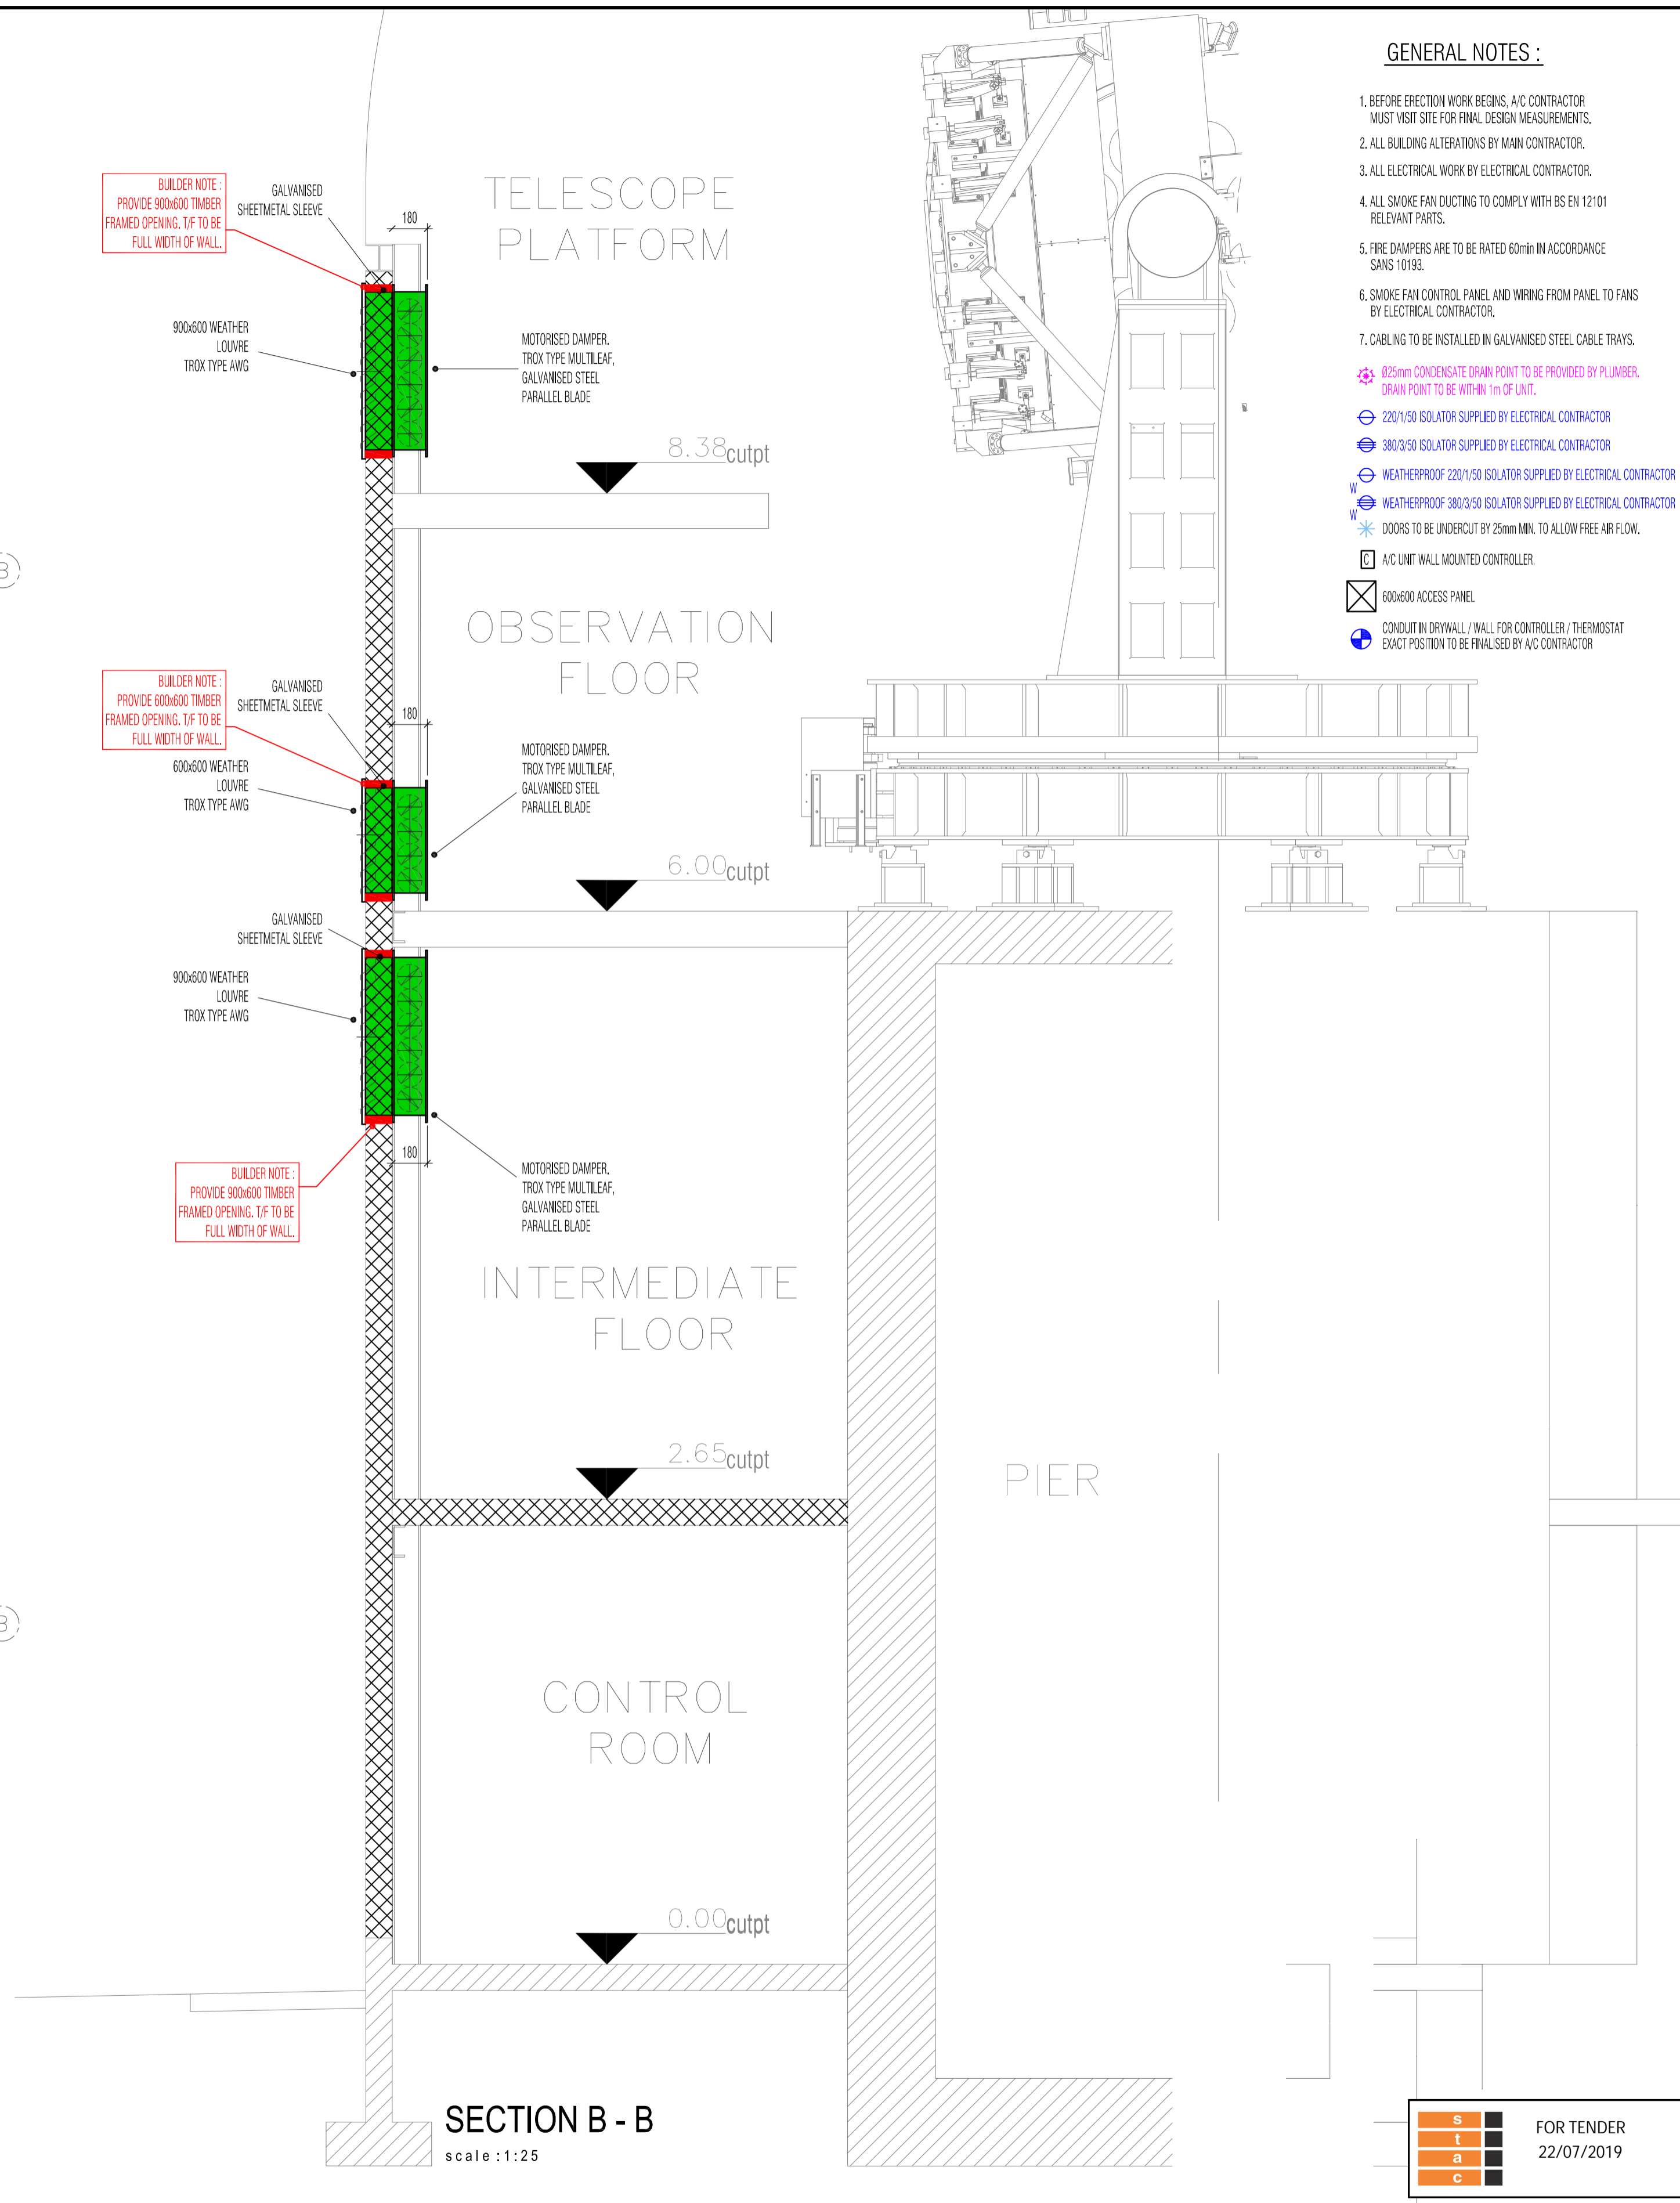 GENERAL NOTES :
1. BEFORE ERECTION WORK BEGINS, A/C CONTRACTOR
MUST VISIT SITE FOR FINAL DESIGN MEASUREMENTS.
2. ALL BUILDING ALTERATIONS BY MAIN CONTRACTOR.
3. ALL ELECTRICAL WORK BY ELECTRICAL CONTRACTOR.
4. ALL SMOKE FAN DUCTING TO COMPLY WITH BS EN 12101
RELEVANT PARTS.
5. FIRE DAMPERS ARE TO BE RATED 60min IN ACCORDANCE
SANS 10193.
6. SMOKE FAN CONTROL PANEL AND WIRING FROM PANEL TO FANS
BY ELECTRICAL CONTRACTOR.
7. CABLING TO BE INSTALLED IN GALVANISED STEEL CABLE TRAYS.
Ø25mm CONDENSATE DRAIN POINT TO BE PROVIDED BY PLUMBER.
DRAIN POINT TO BE WITHIN 1m OF UNIT.
220/1/50 ISOLATOR SUPPLIED BY ELECTRICAL CONTRACTOR
380/3/50 ISOLATOR SUPPLIED BY ELECTRICAL CONTRACTOR
WEATHERPROOF 220/1/50 ISOLATOR SUPPLIED BY ELECTRICAL CONTRACTOR
W
WEATHERPROOF 380/3/50 ISOLATOR SUPPLIED BY ELECTRICAL CONTRACTOR
W
DOORS TO BE UNDERCUT BY 25mm MIN. TO ALLOW FREE AIR FLOW.
C A/C UNIT WALL MOUNTED CONTROLLER.
600x600 ACCESS PANEL
CONDUIT IN DRYWALL / WALL FOR CONTROLLER / THERMOSTAT
EXACT POSITION TO BE FINALISED BY A/C CONTRACTOR
BUILDER NOTE :
PROVIDE 900x600 TIMBER
FRAMED OPENING. T/F TO BE
FULL WIDTH OF WALL.
GALVANISED
SHEETMETAL SLEEVE
180
TELESCOPE
PLATFORM
900x600 WEATHER
LOUVRE
TROX TYPE AWG
MOTORISED DAMPER.
TROX TYPE MULTILEAF,
GALVANISED STEEL
PARALLEL BLADE
8.38cutpt
OBSERVATION
FLOOR
BUILDER NOTE :
PROVIDE 600x600 TIMBER
FRAMED OPENING. T/F TO BE
FULL WIDTH OF WALL.
GALVANISED
SHEETMETAL SLEEVE
180
600x600 WEATHER
LOUVRE
TROX TYPE AWG
MOTORISED DAMPER.
TROX TYPE MULTILEAF,
GALVANISED STEEL
PARALLEL BLADE
6.00cutpt
GALVANISED
SHEETMETAL SLEEVE
900x600 WEATHER
LOUVRE
TROX TYPE AWG
180
BUILDER NOTE :
PROVIDE 900x600 TIMBER
FRAMED OPENING. T/F TO BE
FULL WIDTH OF WALL.
MOTORISED DAMPER.
TROX TYPE MULTILEAF,
GALVANISED STEEL
PARALLEL BLADE
INTERMEDIATE
FLOOR
2.65cutpt
PIER
CONTROL
ROOM
0.00cutpt
SECTION B - B
scale :1:25
s
t
a
c
FOR TENDER
22/07/2019